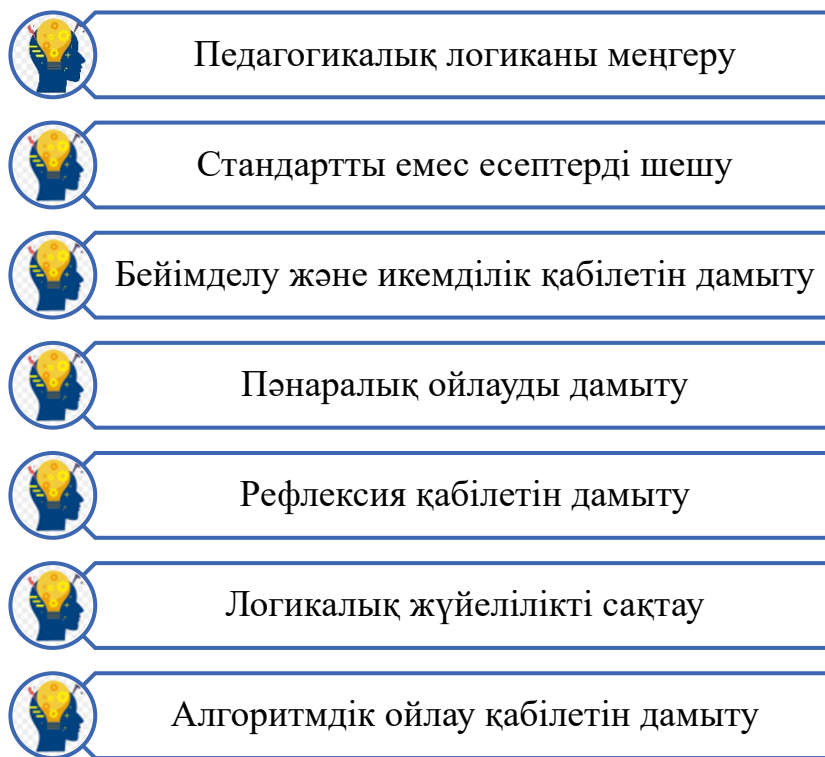 Педагогикалық логиканы меңгеру
Стандартты емес есептерді шешу
Бейімделу және икемділік қабілетін дамыту
Пәнаралық ойлауды дамыту
Рефлексия қабілетін дамыту
Логикалық жүйелілікті сақтау
Алгоритмдік ойлау қабілетін дамыту